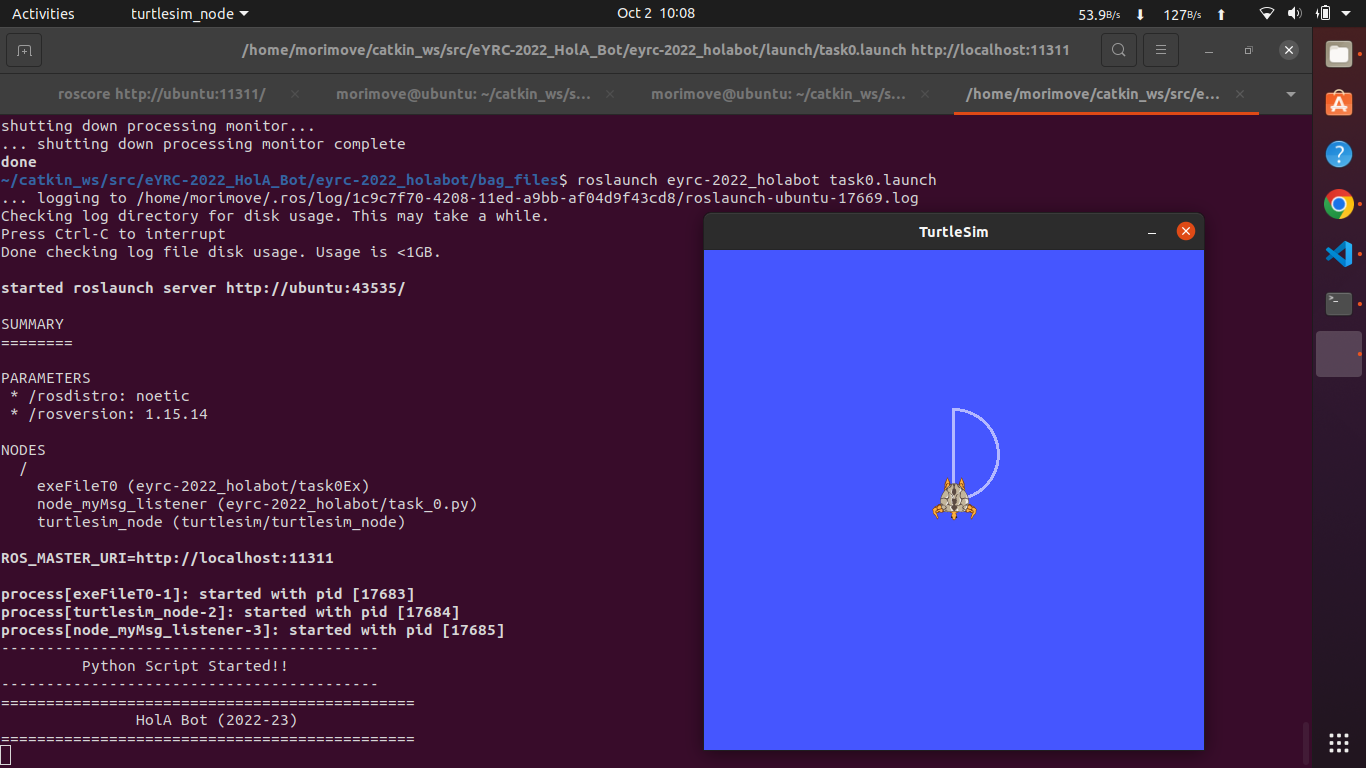 Activities
turtlesim_node
Oct 2 10:08
53.9B/s
127B/s
/home/morimove/catkin_ws/src/eYRC-2022_HolA_Bot/eyrc-2022_holabot/launch/task0.launch http://localhost:11311
roscore http://ubuntu:11311/
morimove@ubuntu: ~/catkin_ws/s...
morimove@ubuntu: ~/catkin_ws/s...
/home/morimove/catkin_ws/src/e...
shutting down processing monitor...
... shutting down processing monitor complete
done
~/catkin_ws/src/eYRC-2022_HolA_Bot/eyrc-2022_holabot/bag_files$ roslaunch eyrc-2022_holabot task0.launch
... logging to /home/morimove/.ros/log/1c9c7f70-4208-11ed-a9bb-af04d9f43cd8/roslaunch-ubuntu-17669.log
Checking log directory for disk usage. This may take a while.
Press Ctrl-C to interrupt
Done checking log file disk usage. Usage is <1GB.
started roslaunch server http://ubuntu:43535/
SUMMARY
========
PARAMETERS
* /rosdistro: noetic
* /rosversion: 1.15.14
NODES
/
exeFileT0 (eyrc-2022_holabot/task0Ex)
node_myMsg_listener (eyrc-2022_holabot/task_0.py)
turtlesim_node (turtlesim/turtlesim_node)
ROS_MASTER_URI=http://localhost:11311
process[exeFileT0-1]: started with pid [17683]
process[turtlesim_node-2]: started with pid [17684]
process[node_myMsg_listener-3]: started with pid [17685]
------------------------------------------
Python Script Started!!
------------------------------------------
==============================================
HolA Bot (2022-23)
==============================================
TurtleSim